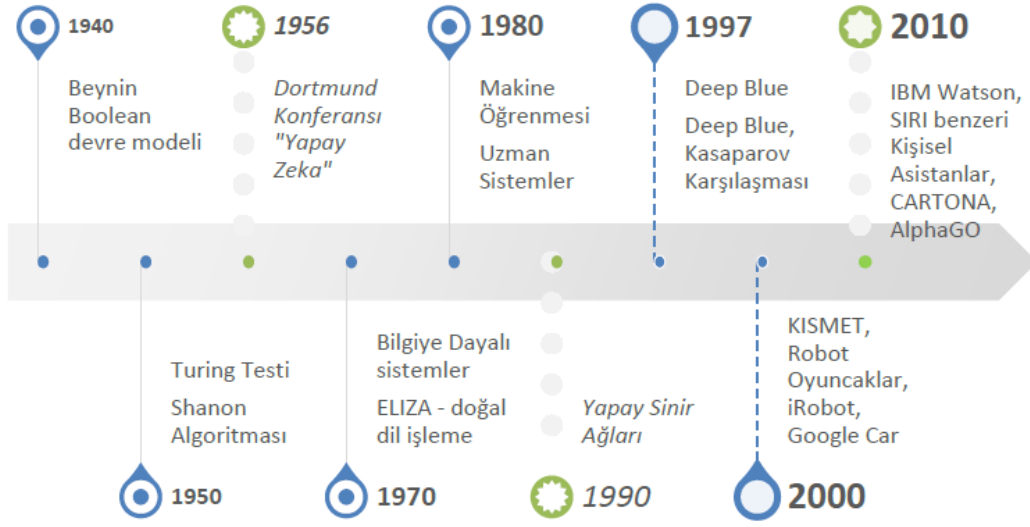 1940
Beynin
Boolean
devre modeli
1956
Dortmund
Konferansı
"Yapay
Zeka"
1980
Makine
Öğrenmesi
Uzman
Sistemler
1997
Deep Blue
Deep Blue,
Kasaparov
Karşılaşması
2010
IBM Watson,
SIRI benzeri
Kişisel
Asistanlar,
CARTONA,
AlphaGO
Turing Testi
Shanon
Algoritması
1950
Bilgiye Dayalı
sistemler
ELIZA - doğal
dil işleme
1970
Yapay Sinir
Ağları
1990
KISMET,
Robot
Oyuncaklar,
iRobot,
Google Car
2000